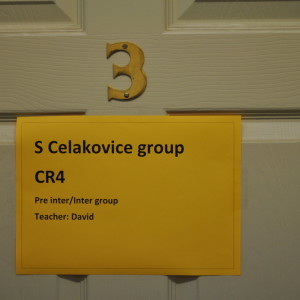 3
S Celakovice group
CR4
Pre inter/Inter group
Teacher: David